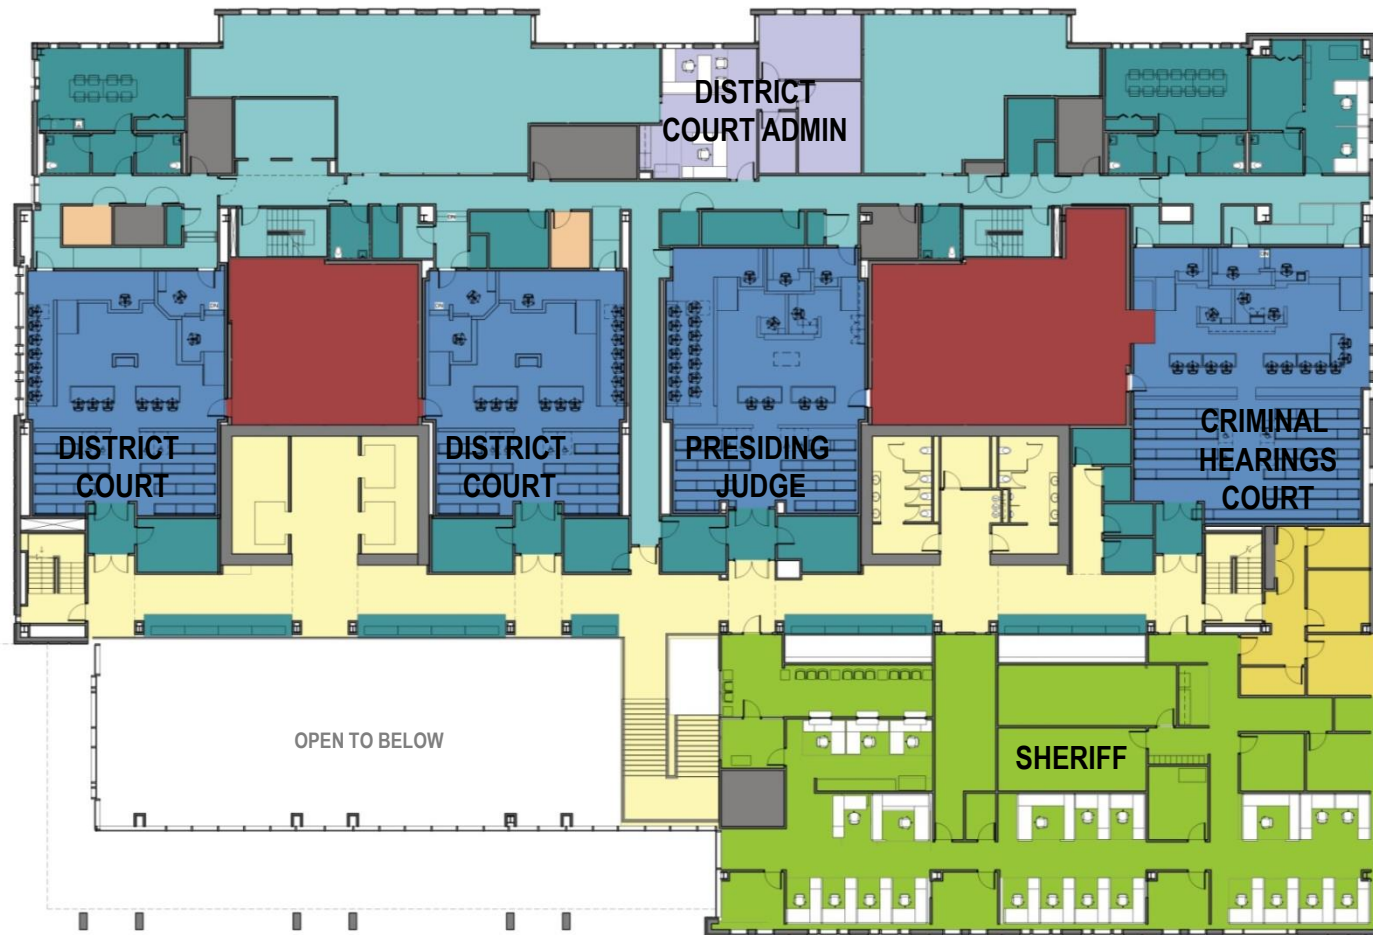 DISTRICT
COURT ADMIN
DISTRICT
COURT
DISTRICT
COURT
PRESIDING
JUDGE
CRIMINAL
HEARINGS
COURT
OPEN TO BELOW
SHERIFF